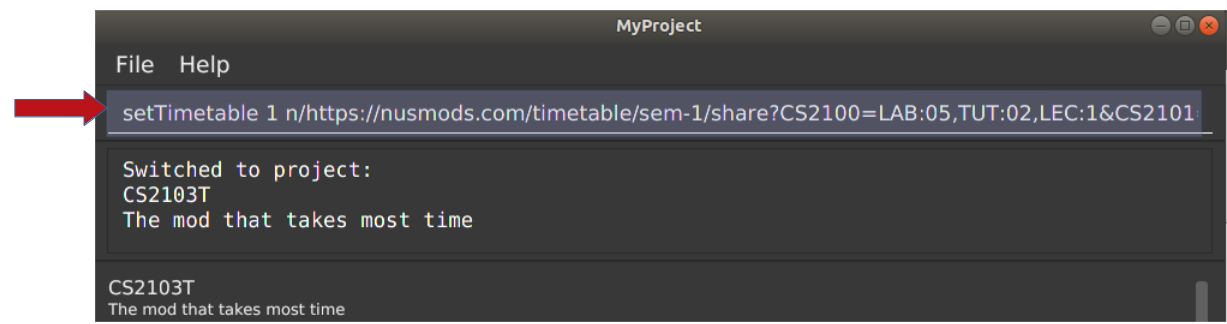 MyProject
File Help
setTimetable 1 n/https://nusmods.com/timetable/sem-1/share?CS2100=LAB:05,TUT:02,LEC:1&CS2101
Switched to project:
CS2103T
The mod that takes most time
CS2103T
The mod that takes most time